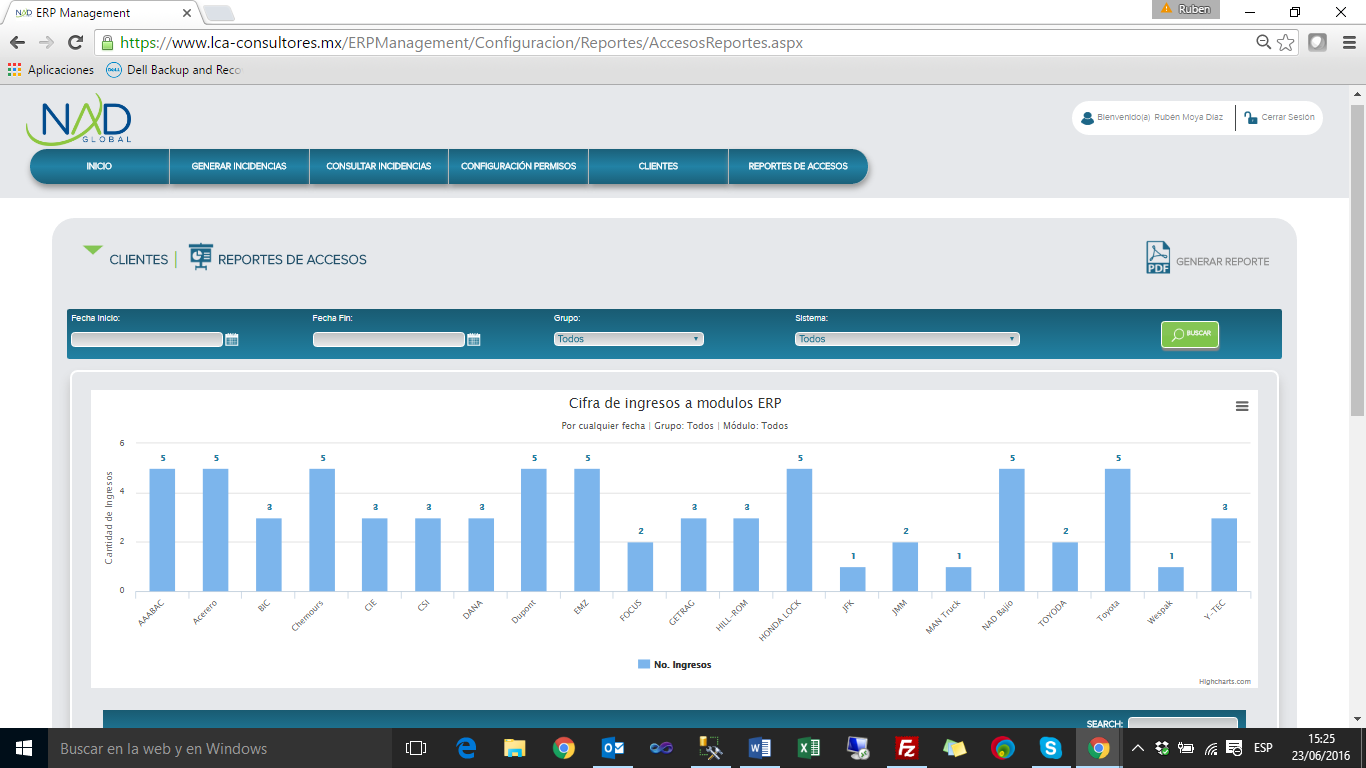 NAD ERP Management
Ruben
https://www.lca-consultores.mx/ERPManagement/Configuracion/Reportes/AccesosReportes.aspx
Aplicaciones
DELL
Dell Backup and Reco
NAD
GLOBAL
Bienvenido(a) Rubén Moya Diaz
Cerrar Sesión
INICIO
GENERAR INCIDENCIAS
CONSULTAR INCIDENCIAS
CONFIGURACIÓN PERMISOS
CLIENTES
REPORTES DE ACCESOS
CLIENTES | REPORTES DE ACCESOS
PDF
GENERAR REPORTE
Fecha Inicio:
Fecha Fin:
Grupo:
Sistema:
Todos
Todos
BUSCAR
Cifra de ingresos a modulos ERP
Por cualquier fecha | Grupo: Todos | Módulo: Todos
Cantidad de Ingresos
6
4
2
0
5 5 3 5 3 3 3 5 5 2 3 3 5 1 2 1 5 2 5 1 3
AAABAC
Acerero
BIC
Chemours
CIE
CSI
DANA
Dupont
EMZ
FOCUS
GETRAG
HILL-ROM
HONDA LOCK
JFK
JMM
MAN Truck
NAD Bajío
TOYODA
Toyota
Wespak
Y-TEC
No. Ingresos
Highcharts.com
SEARCH:
Buscar en la web y en Windows
ESP
15:25
23/06/2016